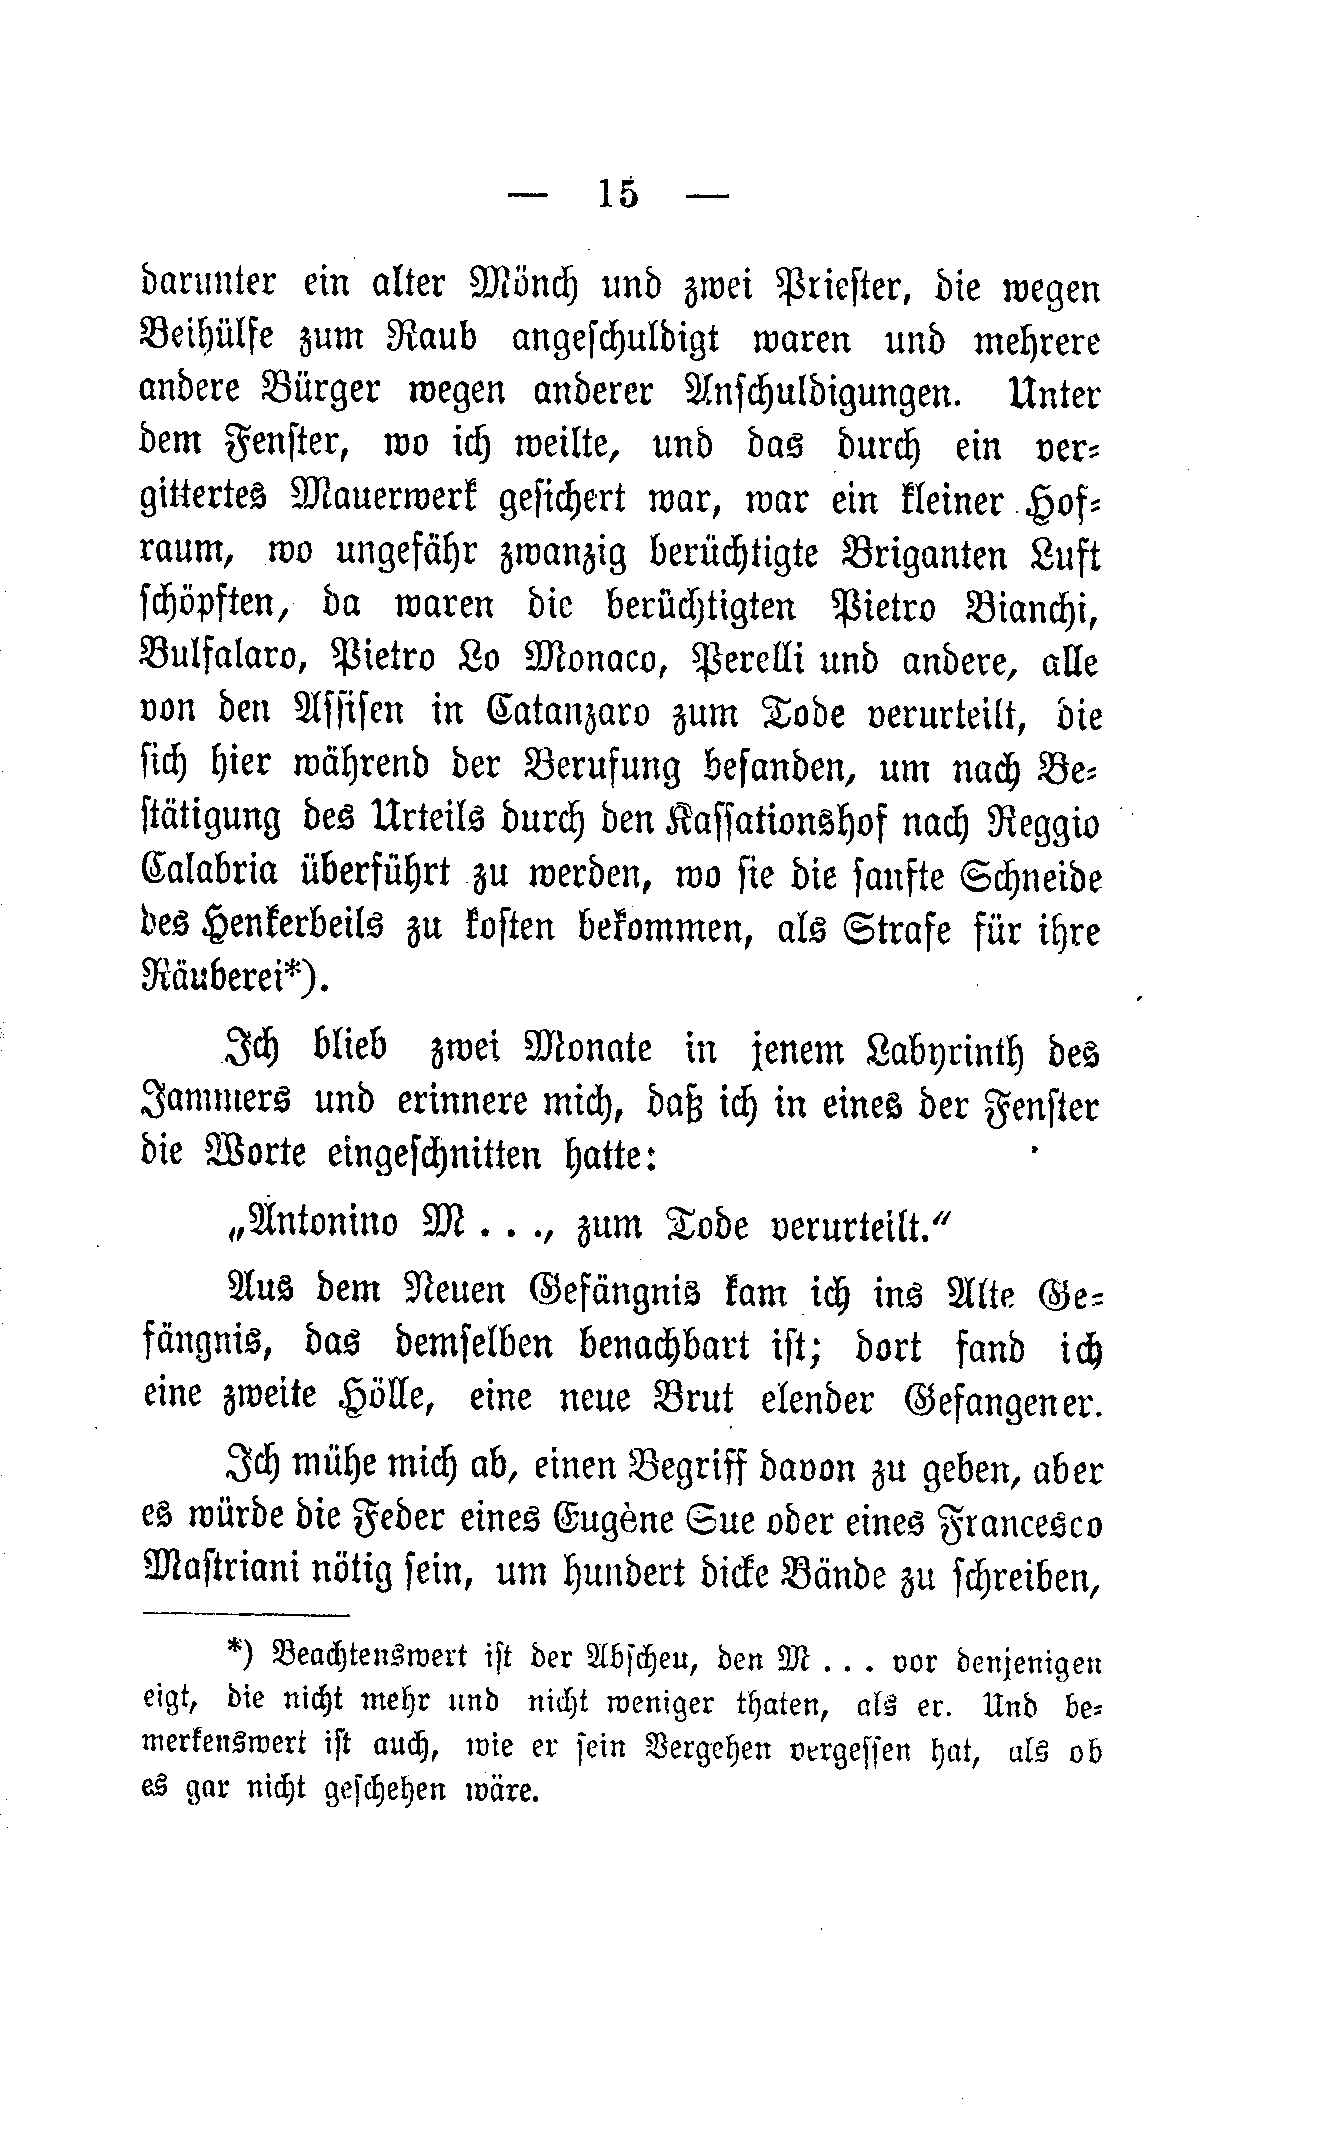 — 15 —
darunter ein alter Mönch und zwei Priester, die wegen
Beihülfe zum Raub angeschuldigt waren und mehrere
andere Bürger wegen anderer Anschuldigungen. Unter
dem Fenster, wo ich weilte, und das durch ein ver-
gittertes Mauerwerk gesichert war, war ein kleiner Hof-
raum, wo ungefähr zwanzig berüchtigte Briganten Luft
schöpften, da waren die berüchtigten Pietro Bianchi,
Bulfalaro, Pietro Lo Monaco, Perelli und andere, alle
von den Assisen in Catanzaro zum Tode verurteilt, die
sich hier während der Berufung befanden, um nach Be-
stätigung des Urteils durch den Kassationshof nach Reggio
Calabria überführt zu werden, wo sie die sanfte Schneide
des Henkerbeils zu kosten bekommen, als Strafe für ihre
Räuberei*).
Ich blieb zwei Monate in jenem Labyrinth des
Jammers und erinnere mich, daß ich in eines der Fenster
die Worte eingeschnitten hatte:
„Antonino M . . ., zum Tode verurteilt.“
Aus dem Neuen Gefängnis kam ich ins Alte Ge-
fängnis, das demselben benachbart ist; dort fand ich
eine zweite Hölle, eine neue Brut elender Gefangener.
Ich mühe mich ab, einen Begriff davon zu geben, aber
es würde die Feder eines Eugène Sue oder eines Francesco
Mastriani nötig sein, um hundert dicke Bände zu schreiben,
*) Beachtenswert ist der Abscheu, den M . . . vor denjenigen
eigt, die nicht mehr und nicht weniger thaten, als er. Und be-
merkenswert ist auch, wie er sein Vergehen vergessen hat, als ob
es gar nicht geschehen wäre.